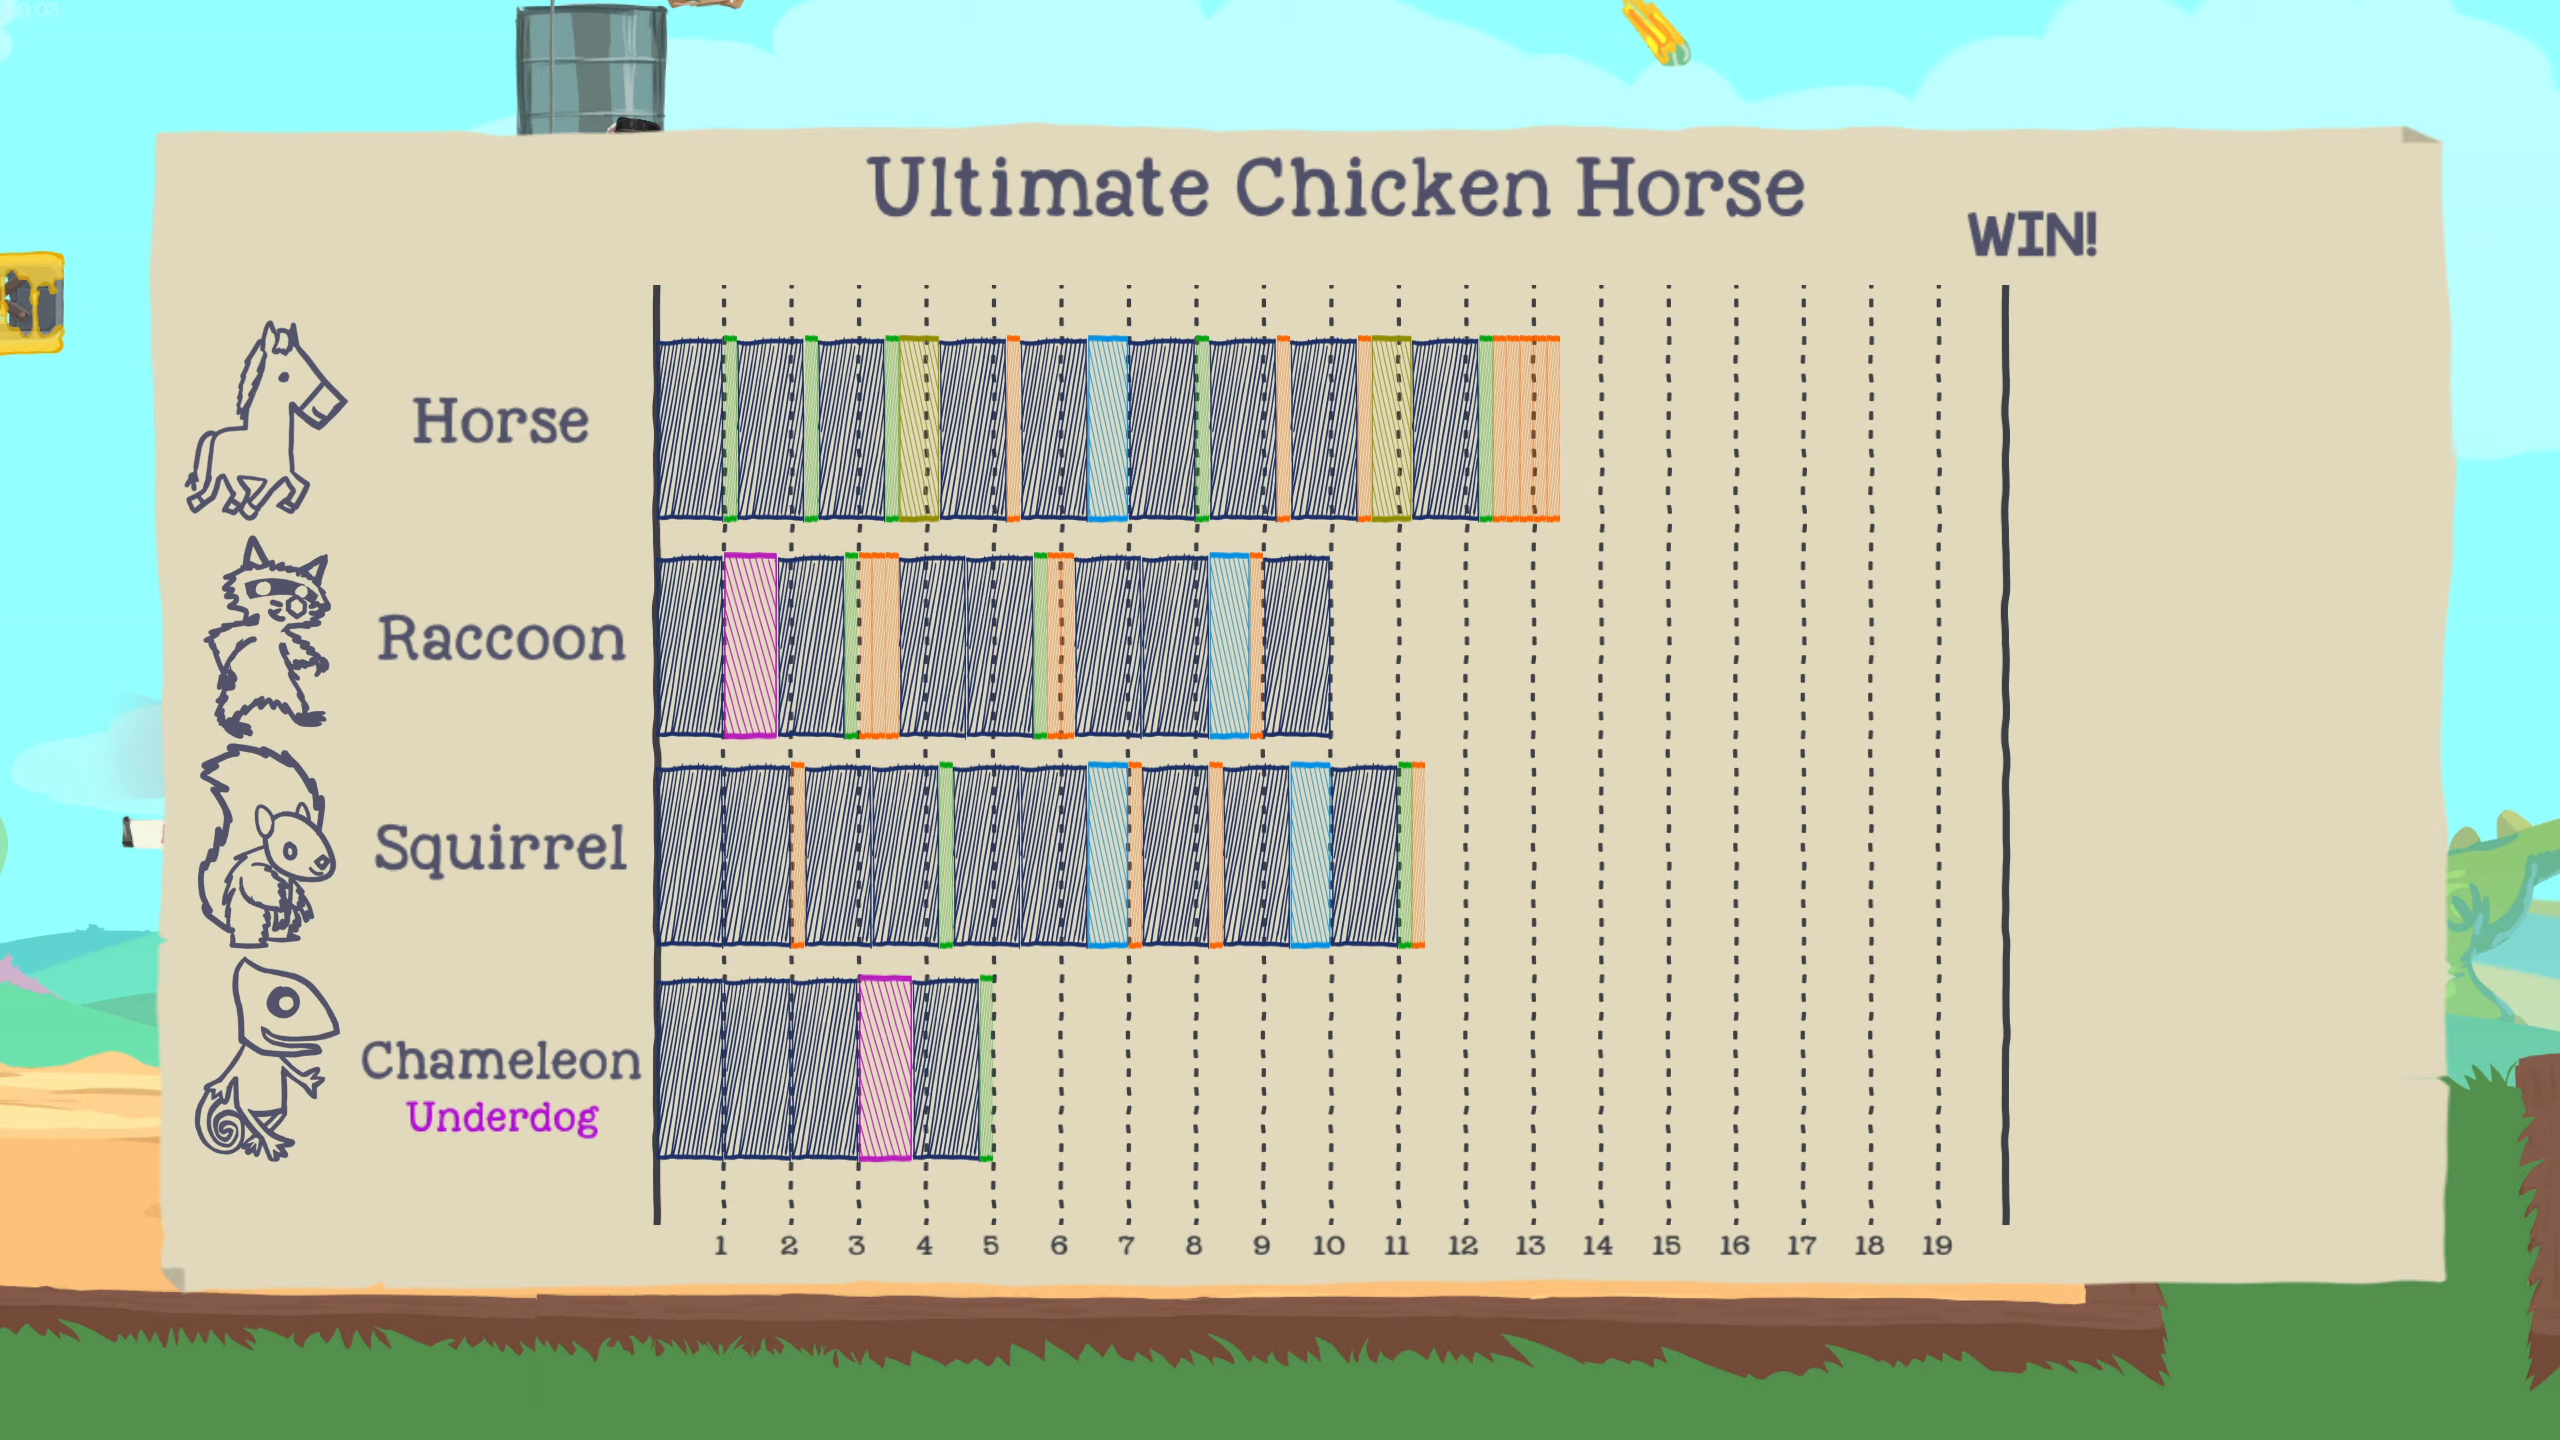 Ultimate Chicken Horse
WIN!
Horse
Raccoon
Squirrel
Chameleon
Underdog
1 2 3 4 5 6 7 8 9 10 11 12 13 14 15 16 17 18 19